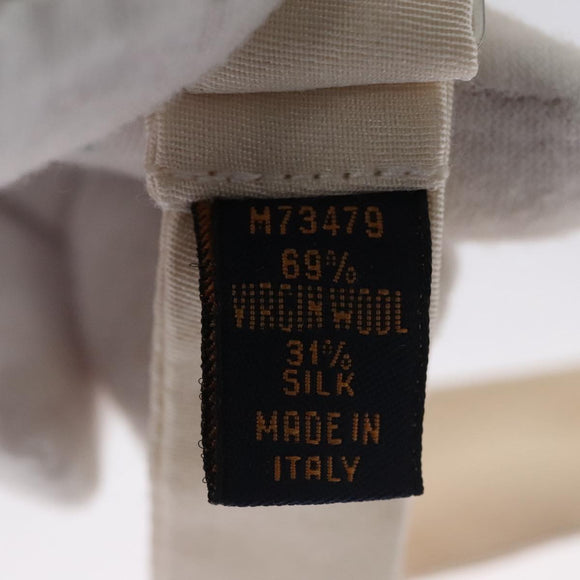 M73479
69%
VIRGIN WOOL
31%
SILK
MADE IN
ITALY